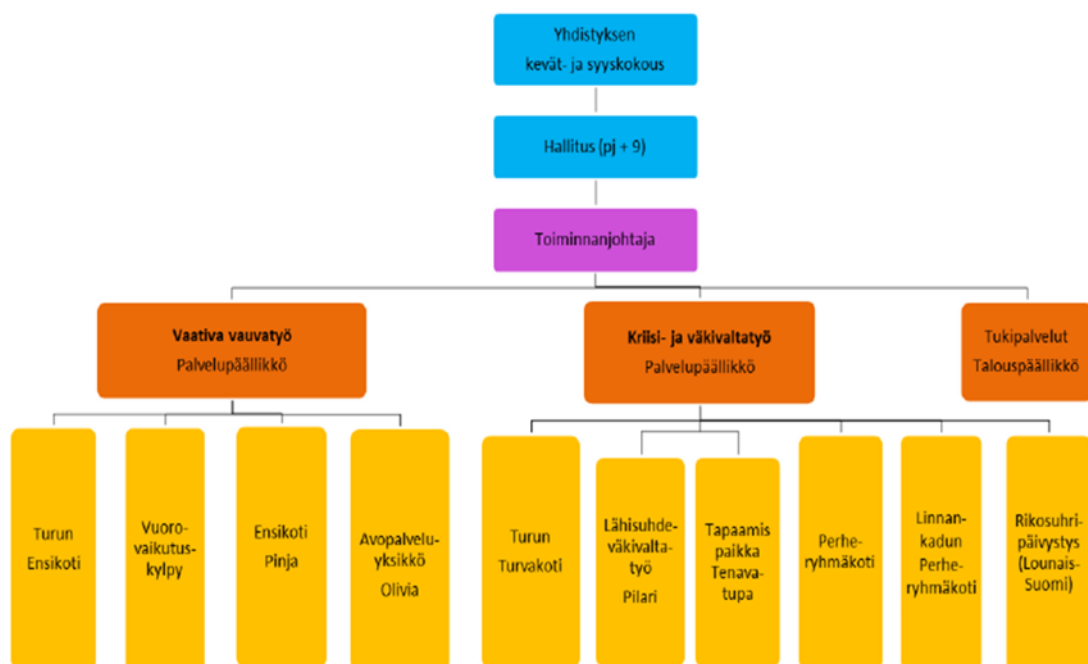 Yhdistyksen
kevät- ja syyskokous
Hallitus (pj + 9)
Toiminnanjohtaja
Vaativa vauvatyö
Palvelupäällikkö
Kriisi- ja väkivaltatyö
Palvelupäällikkö
Tukipalvelut
Talouspäällikkö
Turun
Ensikoti
Vuoro-
vaikutus-
kylpy
Ensikoti
Pinja
Avopalvelu-
yksikkö
Olivia
Turun
Turvakoti
Lähisuhde-
väkivalta-
työ
Pilari
Tapaamis
paikka
Tenava-
tupa
Perhe-
ryhmäkoti
Linnan-
kadun
Perhe-
ryhmäkoti
Rikosuhri-
päivystys
(Lounais-
Suomi)